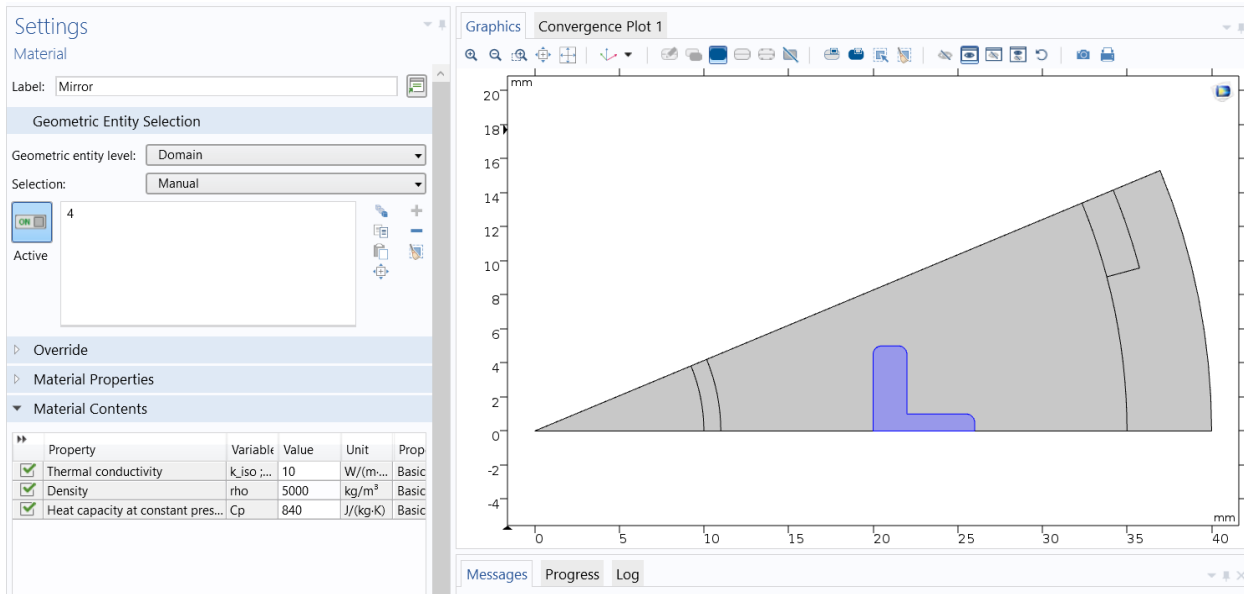 Settings
Material
Label: Mirror
Geometric Entity Selection
Geometric entity level: Domain
Selection: Manual
4
ON
Active
Override
Material Properties
Material Contents
Property Variable Value Unit Prop
Thermal conductivity k_iso ;... 10 W/(m·... Basic
Density rho 5000 kg/m³ Basic
Heat capacity at constant pres... Cp 840 J/(kg·K) Basic
Graphics Convergence Plot 1
mm
20
18
16
14
12
10
8
6
4
2
0
-2
-4
mm
0 5 10 15 20 25 30 35 40
Messages Progress Log